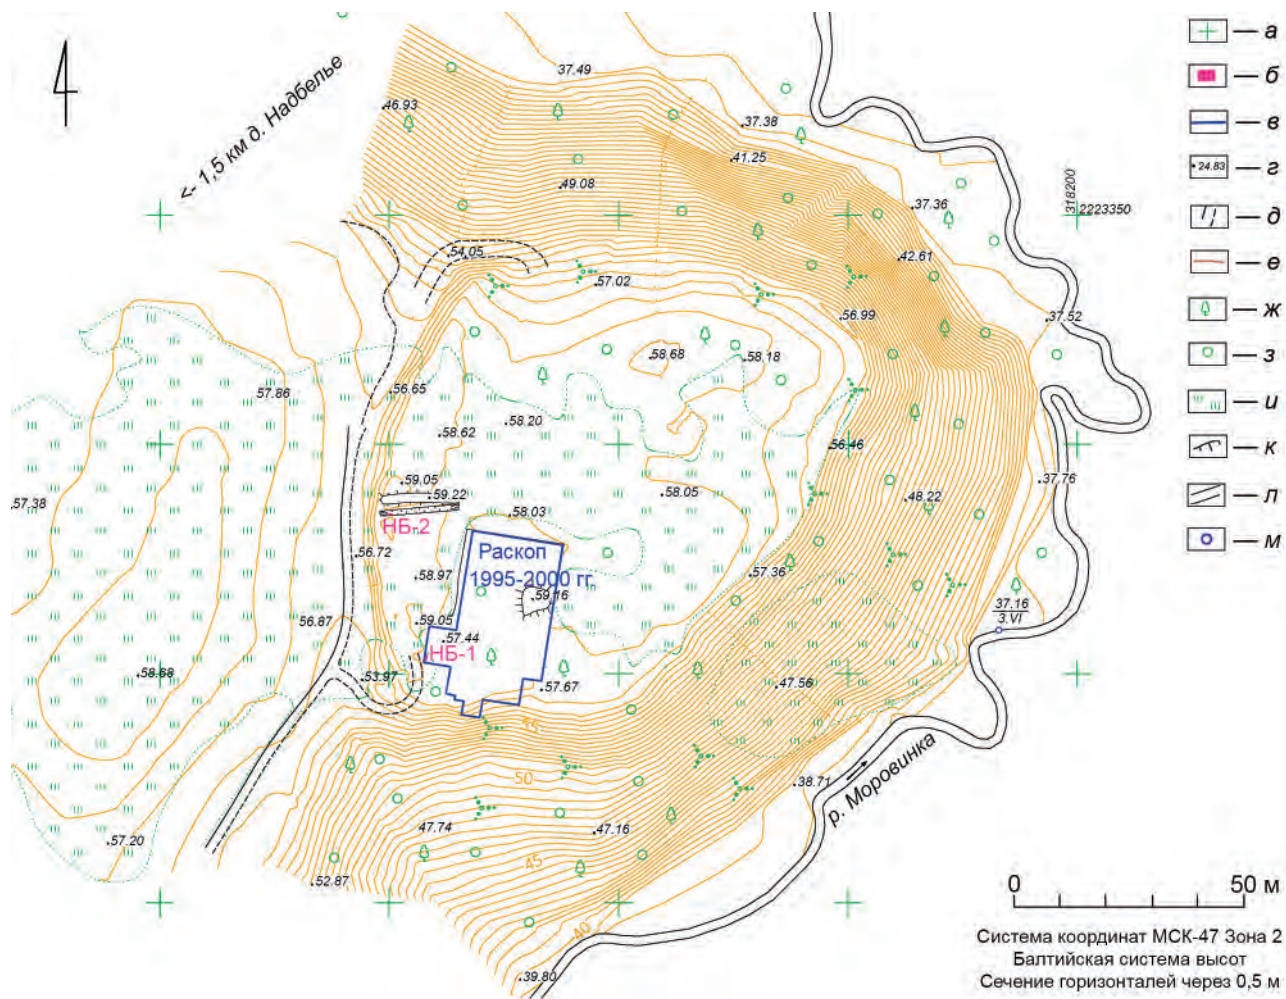 <- 1,5 км д. Надбелье
37.49
46.93
37.38
41.25
49.08
318200
2223350
37.36
54.05
57.02
42.61
56.99
37.52
58.68
58.18
57.86
56.65
58.20
58.62
56.46
59.05
59.22
58.05
48.22
37.76
57.38
58.03
НБ-2
56.72
Раскоп
1995-2000 гг.
58.97
59.16
57.36
37.16
3.VI
56.87
59.05
57.44
НБ-1
58.68
53.97
57.67
47.56
55
50
38.71
р. Моровинка
47.74
47.16
57.20
45
52.87
40
39.80
а
б
в
24.83
г
д
е
ж
з
и
к
л
м
0 50 м
Система координат МСК-47 Зона 2
Балтийская система высот
Сечение горизонталей через 0,5 м